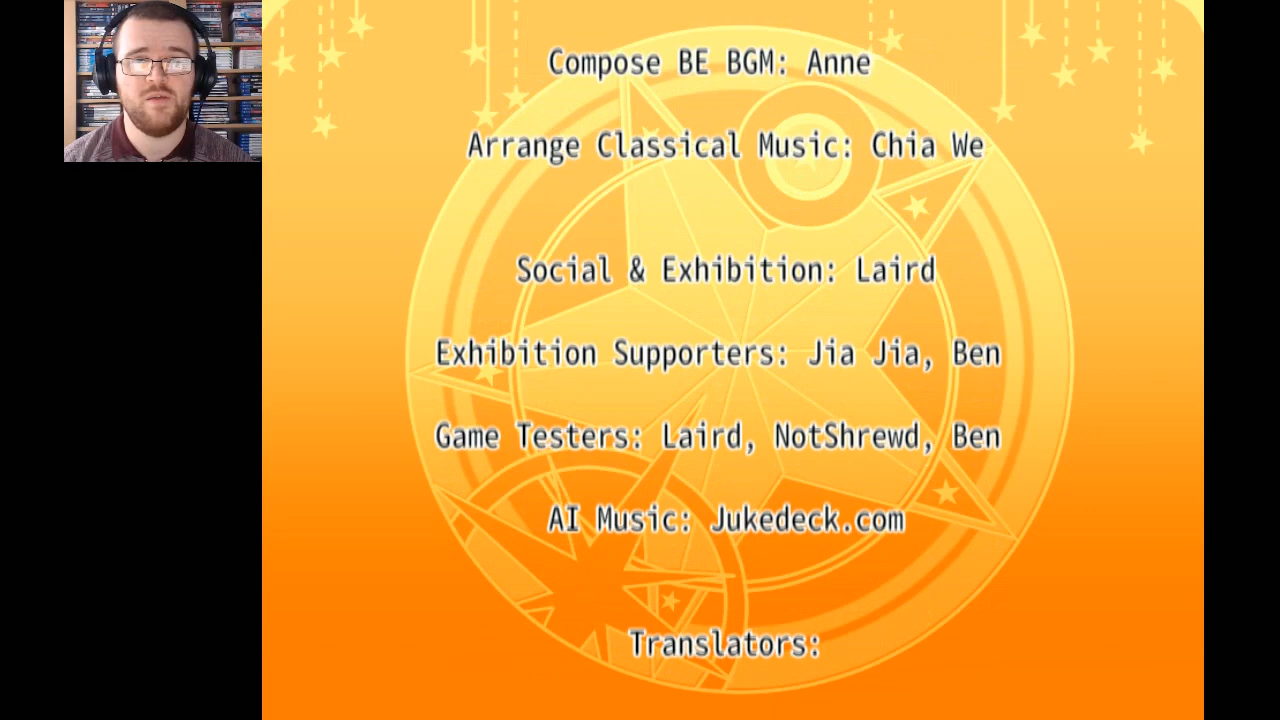 Compose BE BGM: Anne
Arrange Classical Music: Chia We
Social & Exhibition: Laird
Exhibition Supporters: Jia Jia, Ben
Game Testers: Laird, NotShrewd, Ben
AI Music: Jukedeck.com
Translators: